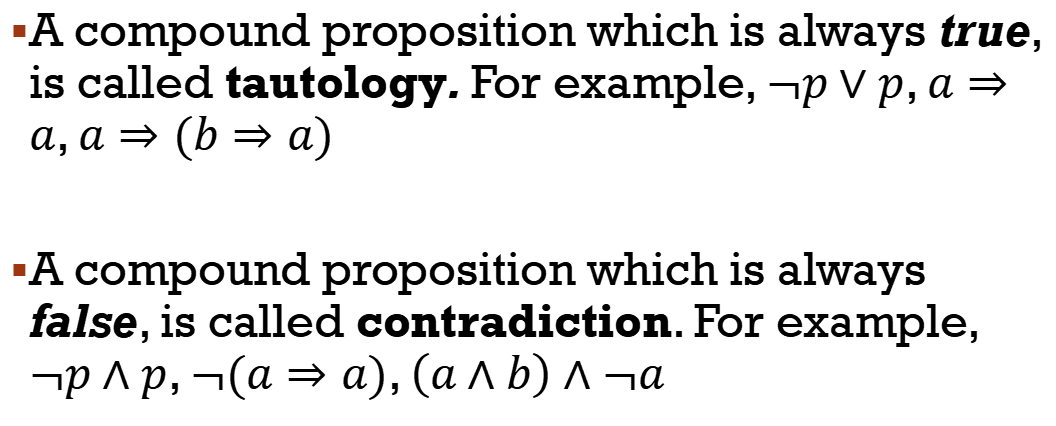 ▪A compound proposition which is always true,
is called tautology. For example, ¬p ∨ p, a ⇒
a, a ⇒ (b ⇒ a)
▪A compound proposition which is always
false, is called contradiction. For example,
¬p ∧ p, ¬(a ⇒ a), (a ∧ b) ∧ ¬a